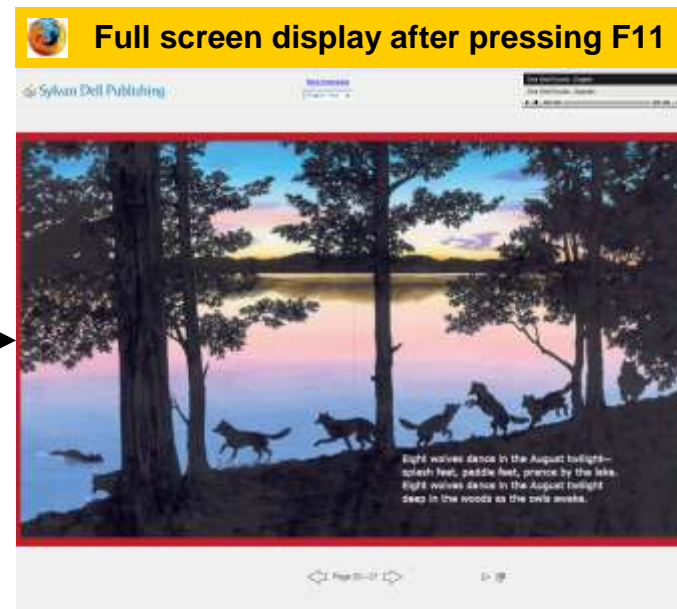 Full screen display after pressing F11
Sylvan Dell Publishing
Eight wolves dance in the August twilight—
splash feet, paddle feet, prance by the lake.
Eight wolves dance in the August twilight
deep in the woods as the owls awake.
Page